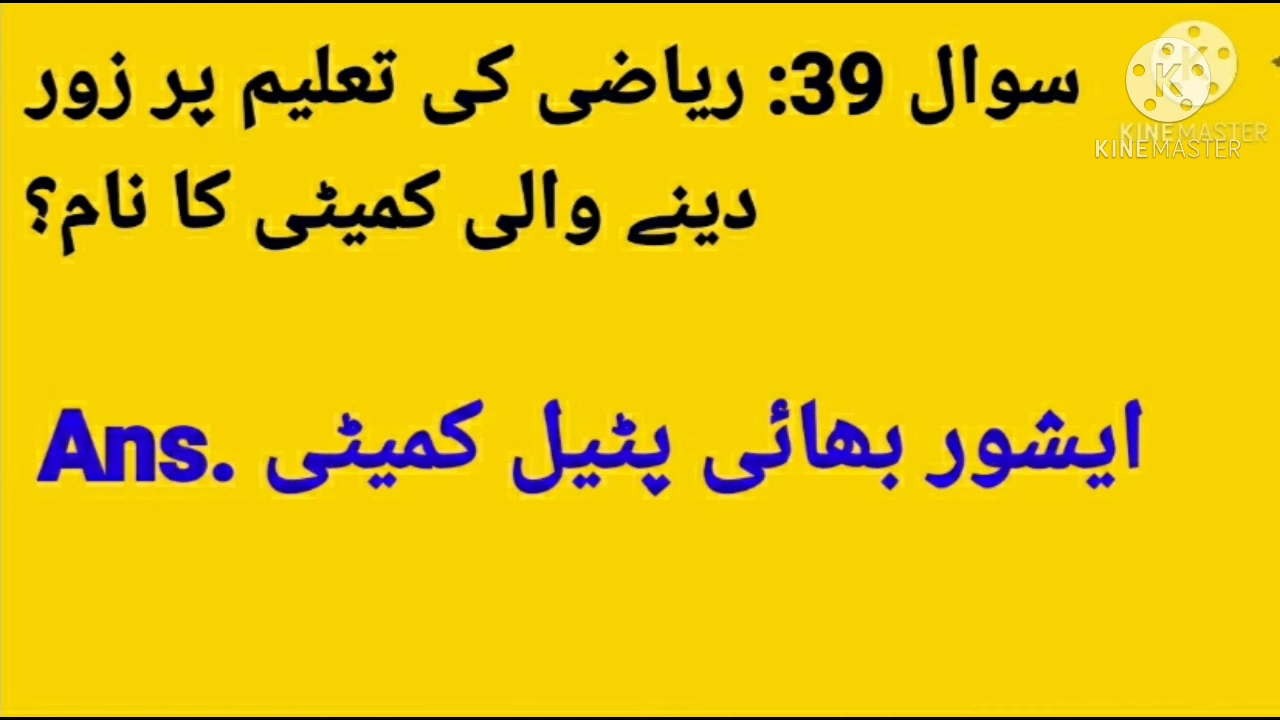 سوال 39: ریاضی کی تعلیم پر زور
دینے والی کمیٹی کا نام؟
Ans. ایشور بھائی پٹیل کمیٹی
KINEMASTER
KINEMASTER